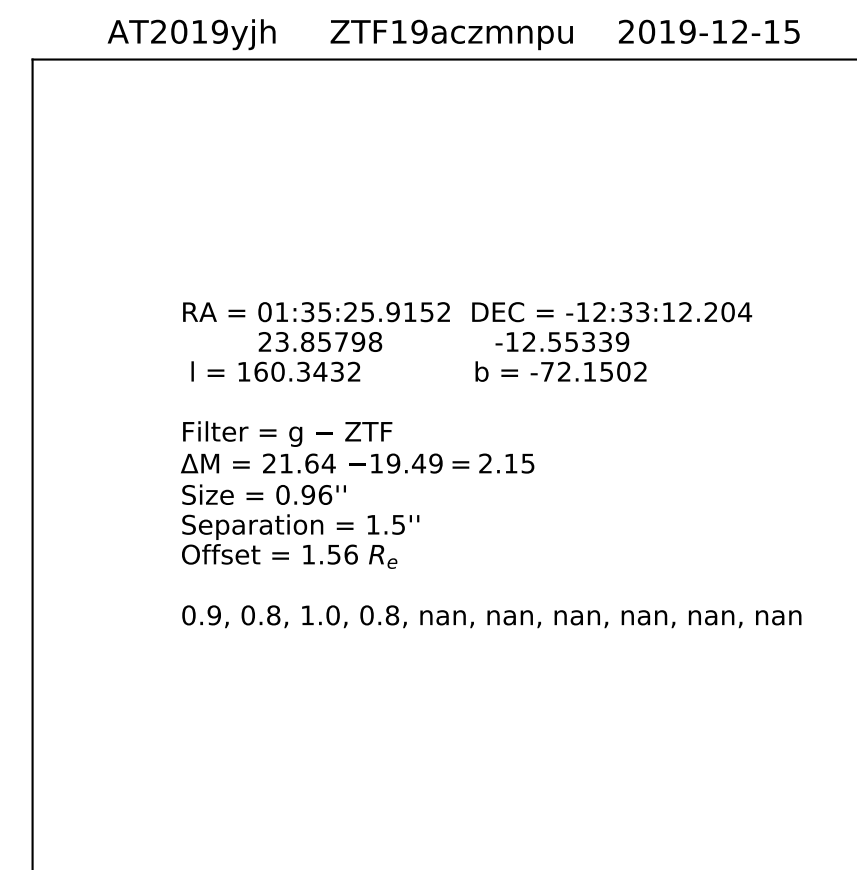 AT2019yjh ZTF19aczmnpu 2019-12-15
RA = 01:35:25.9152 DEC = -12:33:12.204
23.85798 -12.55339
l = 160.3432 b = -72.1502
Filter = g − ZTF
ΔM = 21.64 −19.49 = 2.15
Size = 0.96''
Separation = 1.5''
Offset = 1.56 Rₑ
0.9, 0.8, 1.0, 0.8, nan, nan, nan, nan, nan, nan